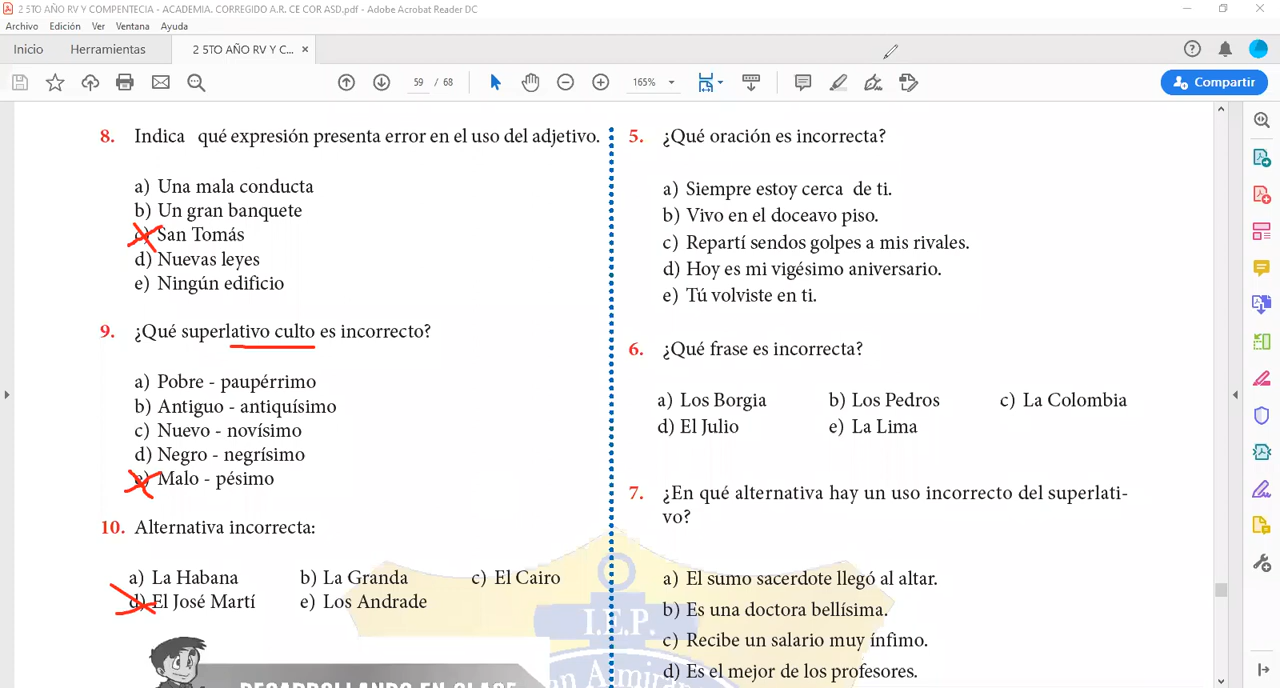 2 5TO AÑO RV Y COMPENTECIA - ACADEMIA. CORREGIDO A.R. CE COR ASD.pdf - Adobe Acrobat Reader DC
Archivo Edición Ver Ventana Ayuda
Inicio Herramientas 2 5TO AÑO RV Y C... ×
59 / 68 165% Compartir
8. Indica qué expresión presenta error en el uso del adjetivo.
a) Una mala conducta
b) Un gran banquete
c) San Tomás
d) Nuevas leyes
e) Ningún edificio
9. ¿Qué superlativo culto es incorrecto?
a) Pobre - paupérrimo
b) Antiguo - antiquísimo
c) Nuevo - novísimo
d) Negro - negrísimo
e) Malo - pésimo
10. Alternativa incorrecta:
a) La Habana b) La Granda c) El Cairo
d) El José Martí e) Los Andrade
5. ¿Qué oración es incorrecta?
a) Siempre estoy cerca de ti.
b) Vivo en el doceavo piso.
c) Repartí sendos golpes a mis rivales.
d) Hoy es mi vigésimo aniversario.
e) Tú volviste en ti.
6. ¿Qué frase es incorrecta?
a) Los Borgia b) Los Pedros c) La Colombia
d) El Julio e) La Lima
7. ¿En qué alternativa hay un uso incorrecto del superlati-
vo?
a) El sumo sacerdote llegó al altar.
b) Es una doctora bellísima.
c) Recibe un salario muy ínfimo.
d) Es el mejor de los profesores.
I.E.P.